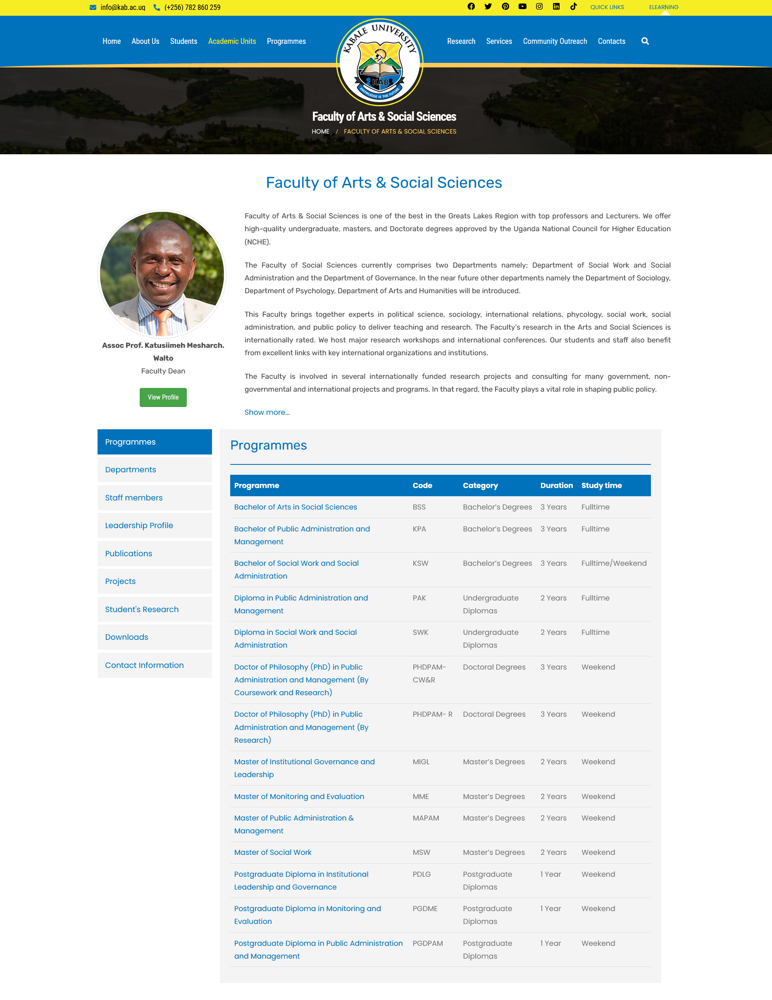 info@kab.ac.ug (+256) 782 860 259 QUICK LINKS ELEARNING
Home About Us Students Academic Units Programmes Research Services Community Outreach Contacts
KABALE UNIVERSITY
KAB
KNOWLEDGE IS THE FUTURE
Faculty of Arts & Social Sciences
HOME / FACULTY OF ARTS & SOCIAL SCIENCES
Faculty of Arts & Social Sciences
Assoc Prof. Katusiimeh Mesharch.
Walto
Faculty Dean
View Profile
Faculty of Arts & Social Sciences is one of the best in the Greats Lakes Region with top professors and Lecturers. We offer
high-quality undergraduate, masters, and Doctorate degrees approved by the Uganda National Council for Higher Education
(NCHE).
The Faculty of Social Sciences currently comprises two Departments namely; Department of Social Work and Social
Administration and the Department of Governance. In the near future other departments namely the Department of Sociology,
Department of Psychology, Department of Arts and Humanities will be introduced.
This Faculty brings together experts in political science, sociology, international relations, phycology, social work, social
administration, and public policy to deliver teaching and research. The Faculty's research in the Arts and Social Sciences is
internationally rated. We host major research workshops and international conferences. Our students and staff also benefit
from excellent links with key international organizations and institutions.
The Faculty is involved in several internationally funded research projects and consulting for many government, non-
governmental and international projects and programs. In that regard, the Faculty plays a vital role in shaping public policy.
Show more...
Programmes
Departments
Staff members
Leadership Profile
Publications
Projects
Student's Research
Downloads
Contact Information
Programmes
Programme Code Category Duration Study time
Bachelor of Arts in Social Sciences BSS Bachelor's Degrees 3 Years Fulltime
Bachelor of Public Administration and KPA Bachelor's Degrees 3 Years Fulltime
Management
Bachelor of Social Work and Social KSW Bachelor's Degrees 3 Years Fulltime/Weekend
Administration
Diploma in Public Administration and PAK Undergraduate 2 Years Fulltime
Management Diplomas
Diploma in Social Work and Social SWK Undergraduate 2 Years Fulltime
Administration Diplomas
Doctor of Philosophy (PhD) in Public PHDPAM- Doctoral Degrees 3 Years Weekend
Administration and Management (By CW&R
Coursework and Research)
Doctor of Philosophy (PhD) in Public PHDPAM- R Doctoral Degrees 3 Years Weekend
Administration and Management (By
Research)
Master of Institutional Governance and MIGL Master's Degrees 2 Years Weekend
Leadership
Master of Monitoring and Evaluation MME Master's Degrees 2 Years Weekend
Master of Public Administration & MAPAM Master's Degrees 2 Years Weekend
Management
Master of Social Work MSW Master's Degrees 2 Years Weekend
Postgraduate Diploma in Institutional PDLG Postgraduate 1 Year Weekend
Leadership and Governance Diplomas
Postgraduate Diploma in Monitoring and PGDME Postgraduate 1 Year Weekend
Evaluation Diplomas
Postgraduate Diploma in Public Administration PGDPAM Postgraduate 1 Year Weekend
and Management Diplomas